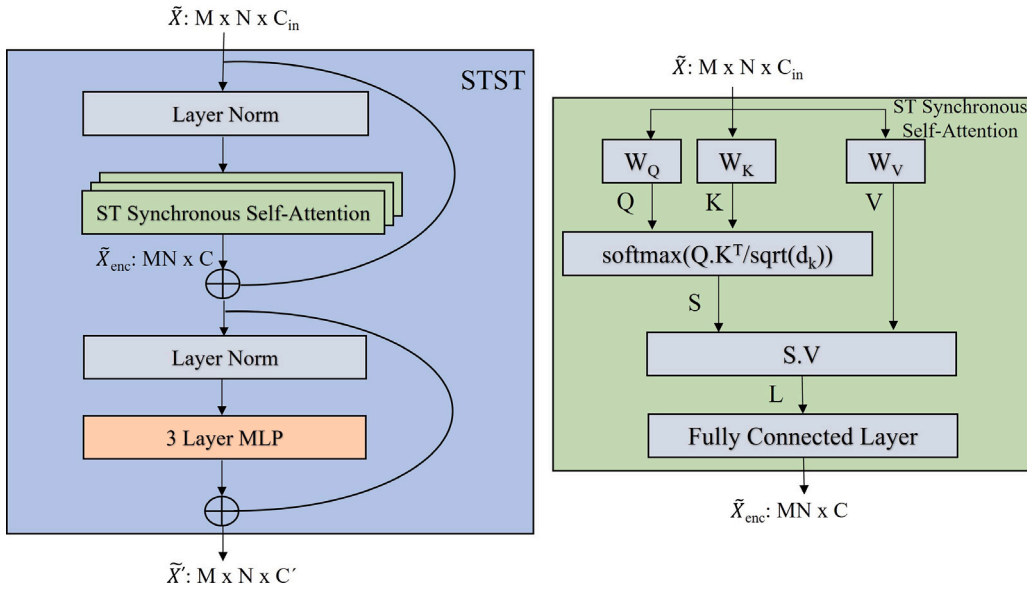 X̃: M x N x C_in
STST
Layer Norm
ST Synchronous Self-Attention
X̃_enc: MN x C
Layer Norm
3 Layer MLP
X̃′: M x N x C′
X̃: M x N x C_in
ST Synchronous
Self-Attention
W_Q
W_K
W_V
Q
K
V
softmax(Q.K^T/sqrt(d_k))
S
S.V
L
Fully Connected Layer
X̃_enc: MN x C